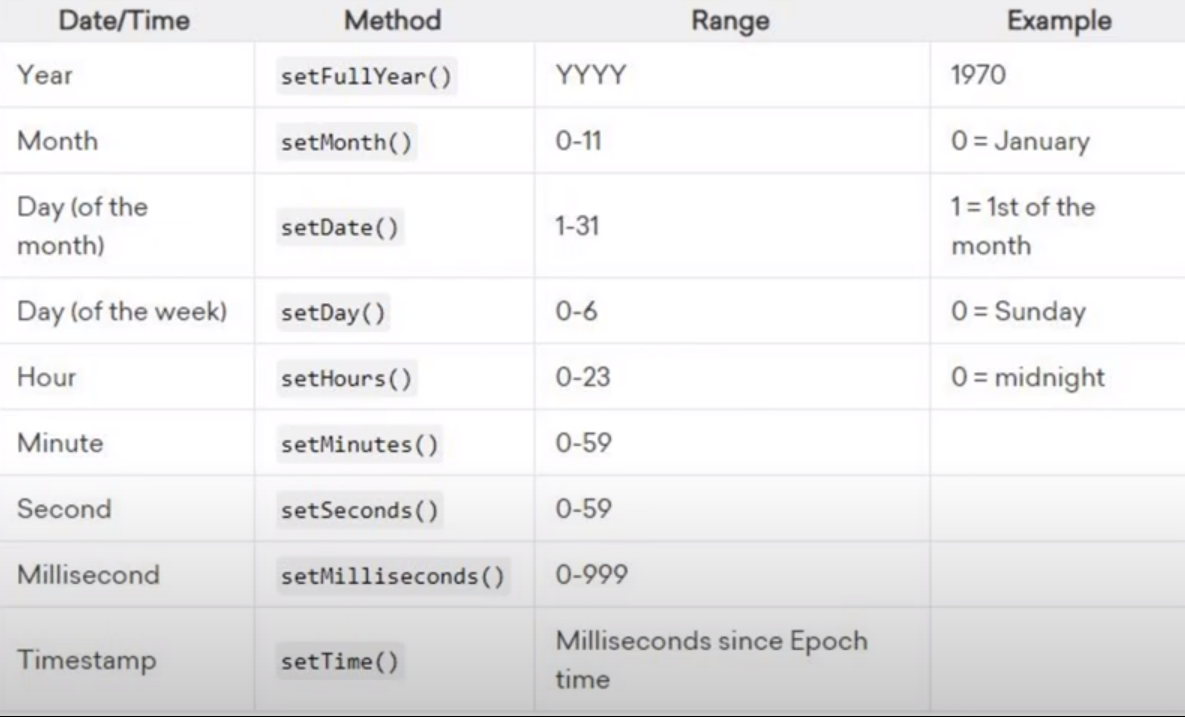 Date/Time Method Range Example
Year setFullYear() YYYY 1970
Month setMonth() 0-11 0 = January
Day (of the month) setDate() 1-31 1 = 1st of the month
Day (of the week) setDay() 0-6 0 = Sunday
Hour setHours() 0-23 0 = midnight
Minute setMinutes() 0-59
Second setSeconds() 0-59
Millisecond setMilliseconds() 0-999
Timestamp setTime() Milliseconds since Epoch time